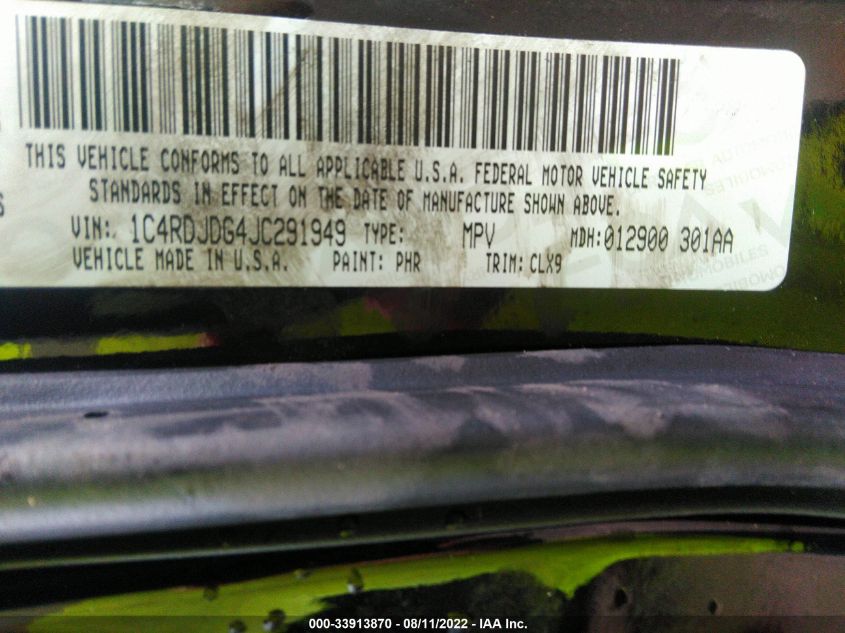 THIS VEHICLE CONFORMS TO ALL APPLICABLE U.S.A. FEDERAL MOTOR VEHICLE SAFETY
STANDARDS IN EFFECT ON THE DATE OF MANUFACTURE SHOWN ABOVE.
VIN: 1C4RDJDG4JC291949 TYPE: MPV MDH:012900 301AA
VEHICLE MADE IN U.S.A. PAINT: PHR TRIM: CLX9
000-33913870 - 08/11/2022 - IAA Inc.